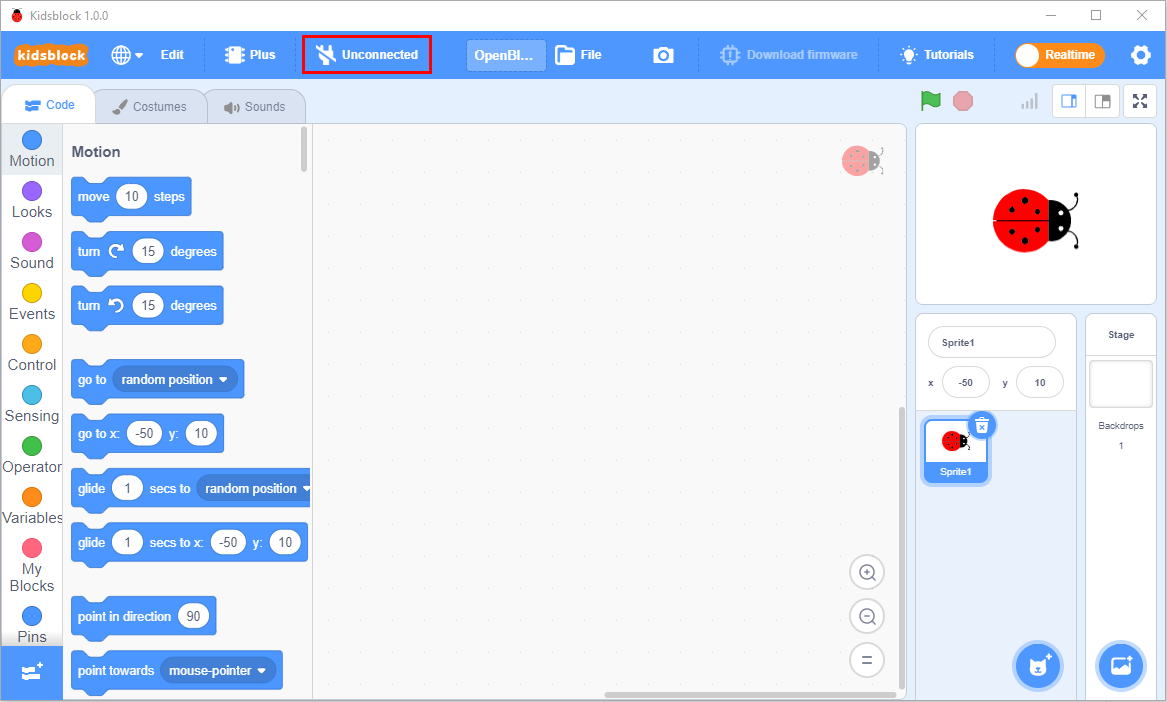 Kidsblock 1.0.0
kidsblock Edit Plus Unconnected OpenBl... File Download firmware Tutorials Realtime
Code Costumes Sounds
Motion
Looks
Sound
Events
Control
Sensing
Operator
Variables
My
Blocks
Pins
Motion
move 10 steps
turn 15 degrees
turn 15 degrees
go to random position
go to x: -50 y: 10
glide 1 secs to random position
glide 1 secs to x: -50 y: 10
point in direction 90
point towards mouse-pointer
Sprite1
x -50 y 10
Sprite1
Stage
Backdrops
1